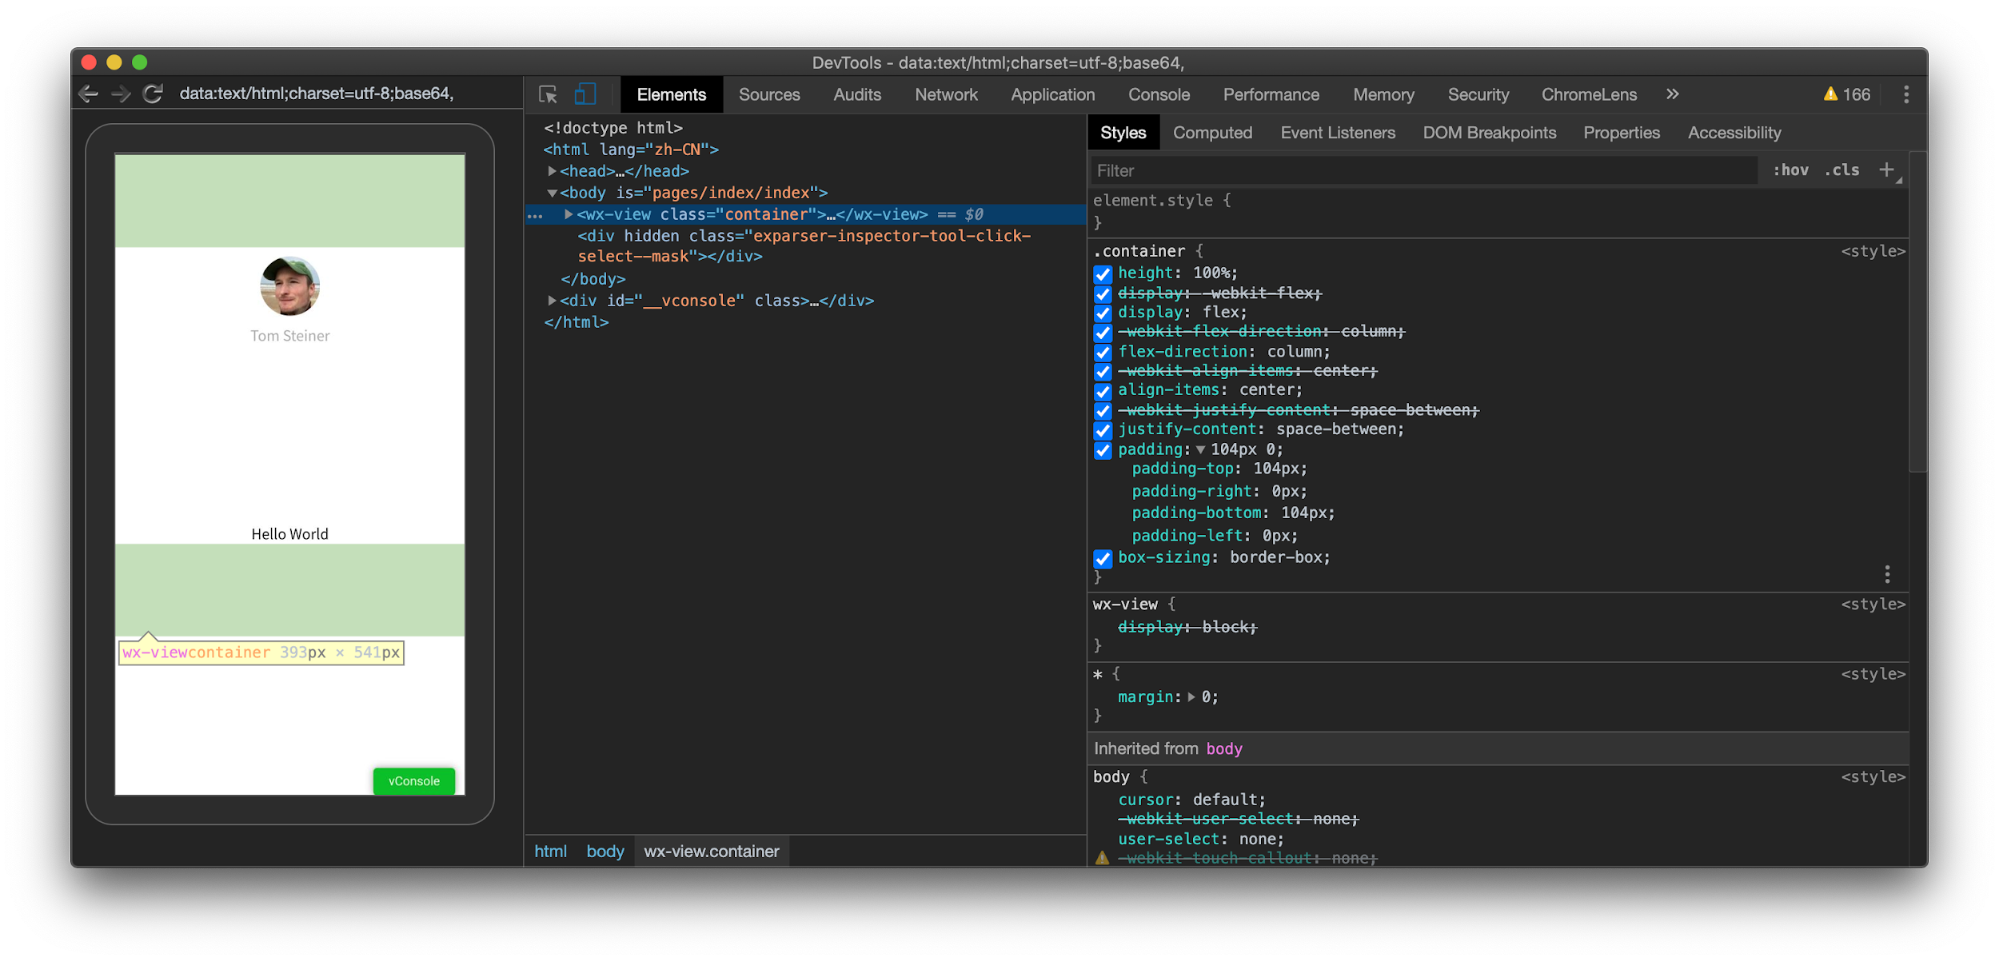 DevTools - data:text/html;charset=utf-8;base64,
data:text/html;charset=utf-8;base64,
Tom Steiner
Hello World
wx-viewcontainer 393px × 541px
vConsole
Elements Sources Audits Network Application Console Performance Memory Security ChromeLens » 166
<!doctype html>
<html lang="zh-CN">
<head>…</head>
<body is="pages/index/index">
… <wx-view class="container">…</wx-view> == $0
<div hidden class="exparser-inspector-tool-click-
select--mask"></div>
</body>
<div id="__vconsole" class>…</div>
</html>
html body wx-view.container
Styles Computed Event Listeners DOM Breakpoints Properties Accessibility
Filter :hov .cls +
element.style {
}
.container { <style>
height: 100%;
display: -webkit-flex;
display: flex;
-webkit-flex-direction: column;
flex-direction: column;
-webkit-align-items: center;
align-items: center;
-webkit-justify-content: space-between;
justify-content: space-between;
padding: 104px 0;
padding-top: 104px;
padding-right: 0px;
padding-bottom: 104px;
padding-left: 0px;
box-sizing: border-box;
}
wx-view { <style>
display: block;
}
* { <style>
margin: 0;
}
Inherited from body
body { <style>
cursor: default;
-webkit-user-select: none;
user-select: none;
-webkit-touch-callout: none;